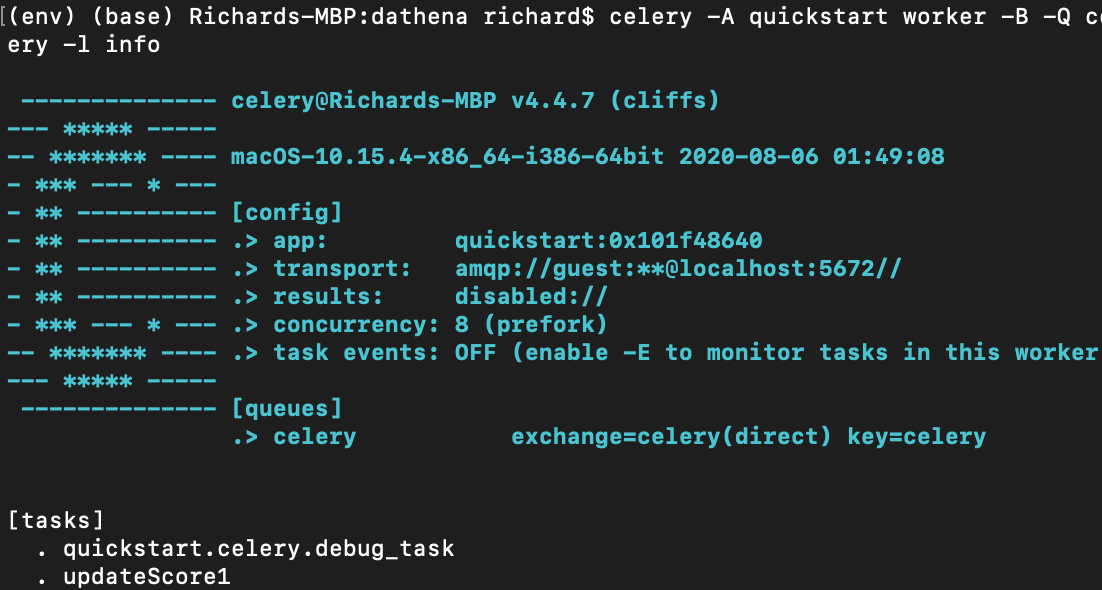 [(env) (base) Richards-MBP:dathena richard$ celery -A quickstart worker -B -Q ce
ery -l info
-------------- celery@Richards-MBP v4.4.7 (cliffs)
--- ***** -----
-- ******* ---- macOS-10.15.4-x86_64-i386-64bit 2020-08-06 01:49:08
- *** --- * ---
- ** ---------- [config]
- ** ---------- .> app:         quickstart:0x101f48640
- ** ---------- .> transport:   amqp://guest:**@localhost:5672//
- ** ---------- .> results:     disabled://
- *** --- * --- .> concurrency: 8 (prefork)
-- ******* ---- .> task events: OFF (enable -E to monitor tasks in this worker
--- ***** -----
-------------- [queues]
.> celery           exchange=celery(direct) key=celery
[tasks]
. quickstart.celery.debug_task
. updateScore1